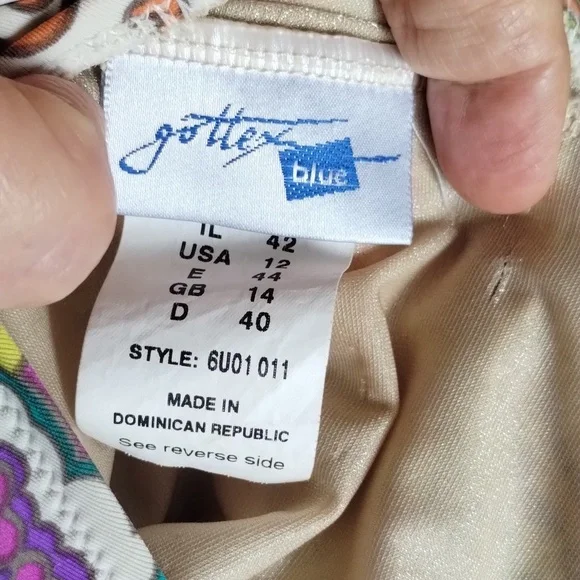 gottex
blue
IL 42
USA 12
E 44
GB 14
D 40
STYLE: 6U01 011
MADE IN
DOMINICAN REPUBLIC
See reverse side